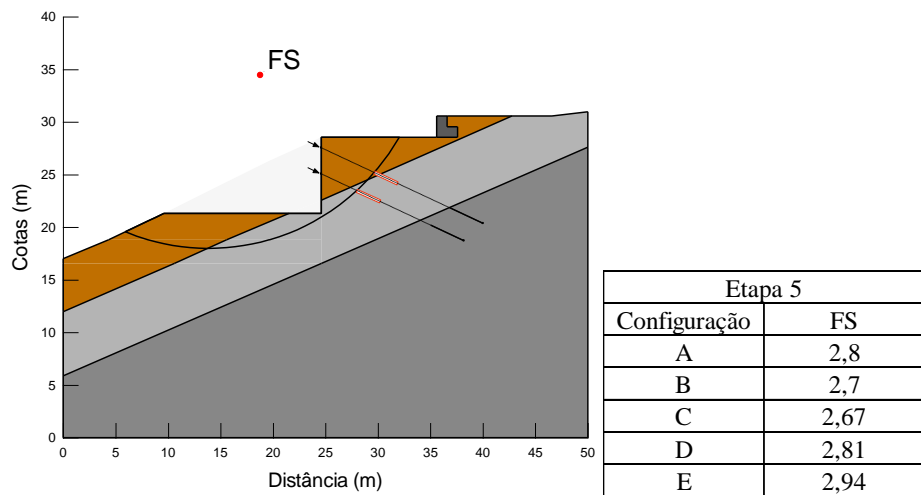 40
35
30
25
20
15
10
5
0
Cotas (m)
FS
0 5 10 15 20 25 30 35 40 45 50
Distância (m)
Etapa 5
Configuração FS
A 2,8
B 2,7
C 2,67
D 2,81
E 2,94